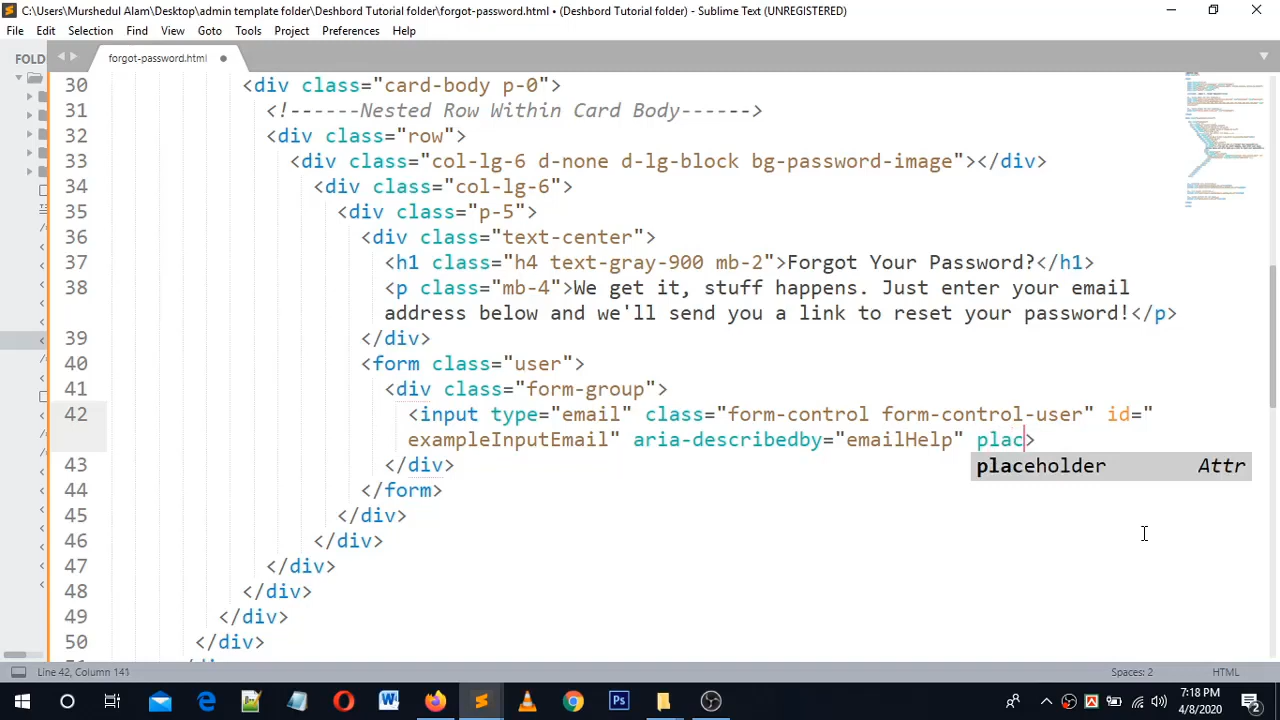 C:\Users\Murshedul Alam\Desktop\admin template folder\Deshbord Tutorial folder\forgot-password.html • (Deshbord Tutorial folder) - Sublime Text (UNREGISTERED)
File Edit Selection Find View Goto Tools Project Preferences Help
FOLD
forgot-password.html
30 <div class="card-body p-0">
31 <!------Nested Row Within Card Body------>
32 <div class="row">
33 <div class="col-lg-6 d-none d-lg-block bg-password-image"></div>
34 <div class="col-lg-6">
35 <div class="p-5">
36 <div class="text-center">
37 <h1 class="h4 text-gray-900 mb-2">Forgot Your Password?</h1>
38 <p class="mb-4">We get it, stuff happens. Just enter your email
address below and we'll send you a link to reset your password!</p>
39 </div>
40 <form class="user">
41 <div class="form-group">
42 <input type="email" class="form-control form-control-user" id="
exampleInputEmail" aria-describedby="emailHelp" plac>
placeholder Attr
43 </div>
44 </form>
45 </div>
46 </div>
47 </div>
48 </div>
49 </div>
50 </div>
Line 42, Column 141 Spaces: 2 HTML
7:18 PM
4/8/2020
2